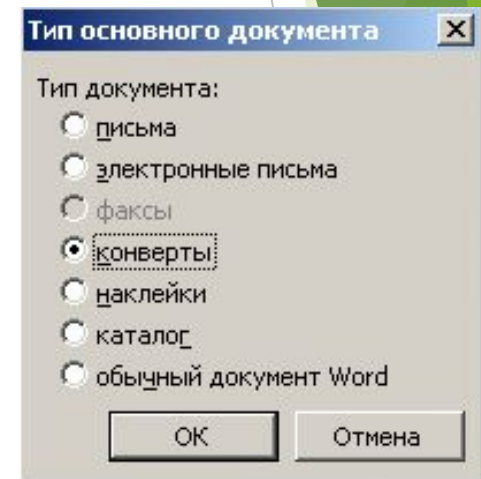 Тип основного документа
Тип документа:
письма
электронные письма
факсы
конверты
наклейки
каталог
обычный документ Word
ОК Отмена